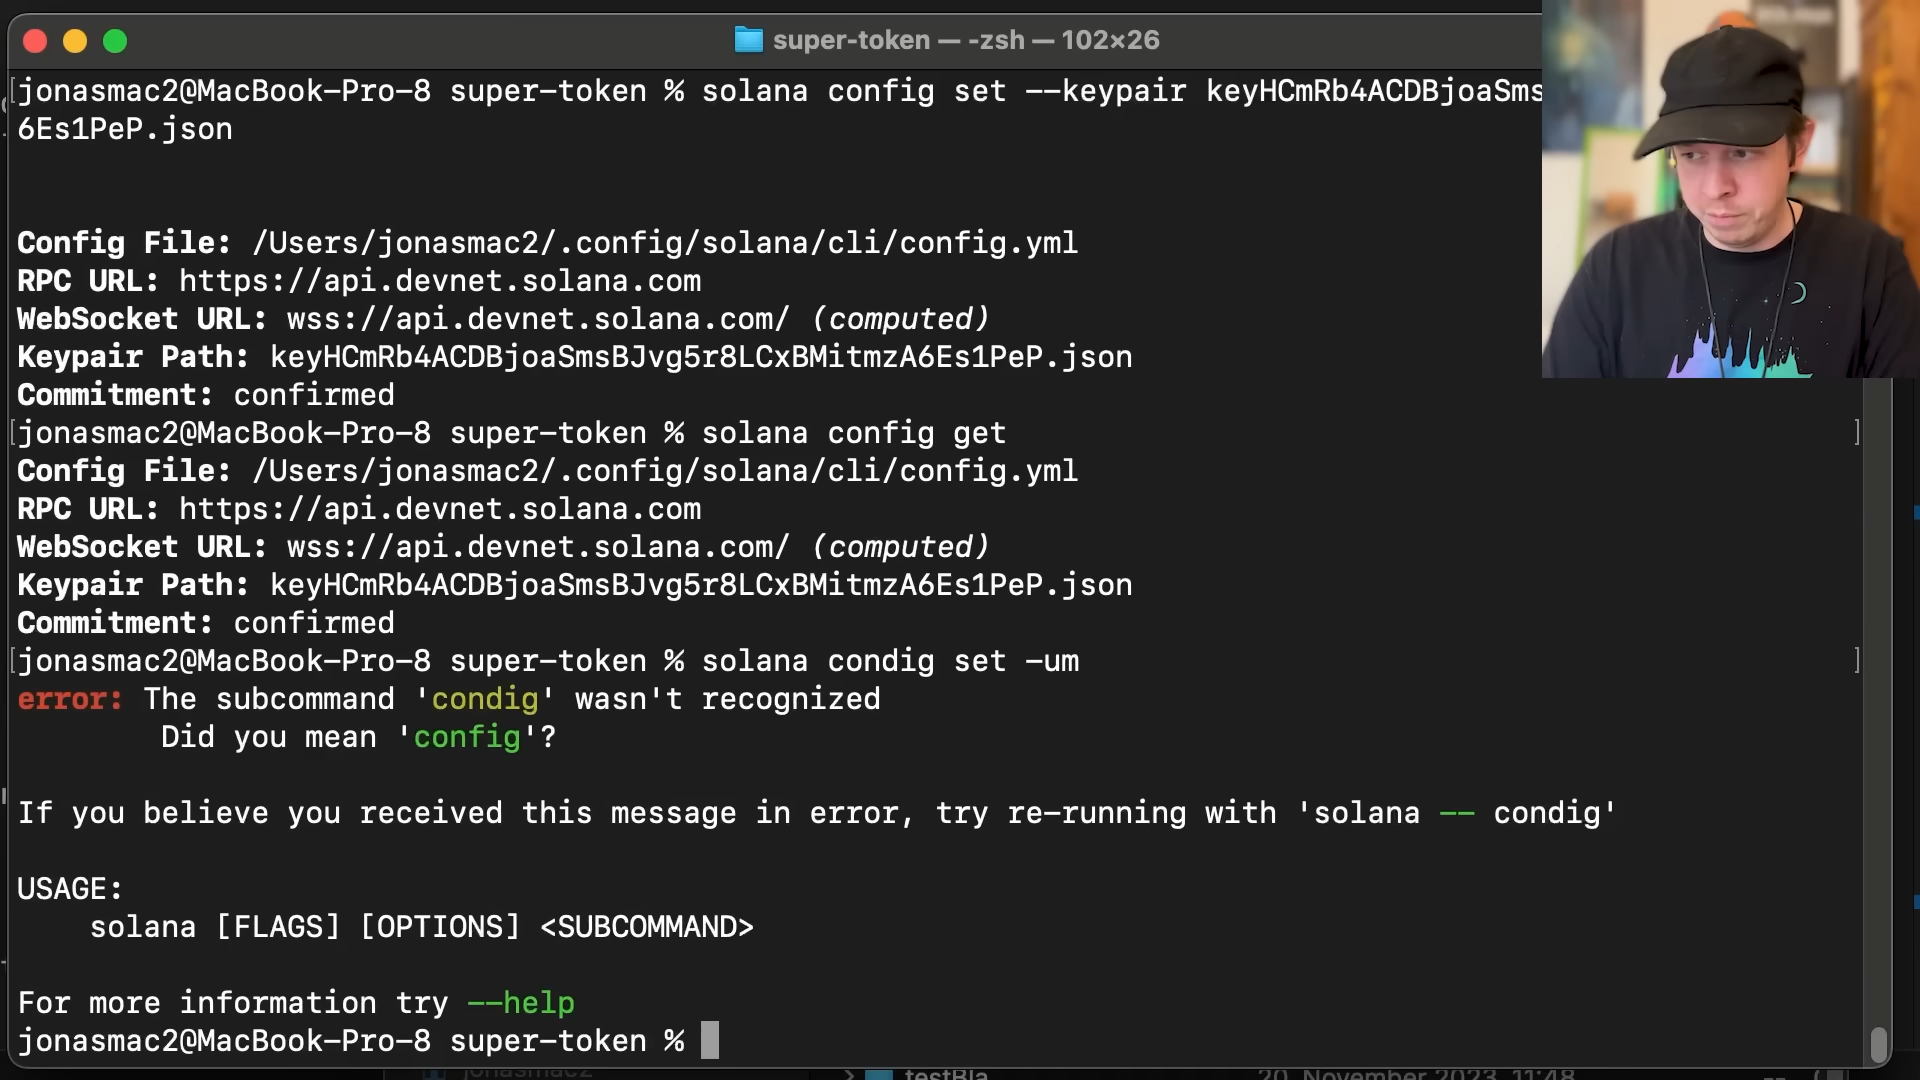 super-token — -zsh — 102×26
jonasmac2@MacBook-Pro-8 super-token % solana config set --keypair keyHCmRb4ACDBjoaSms
6Es1PeP.json
Config File: /Users/jonasmac2/.config/solana/cli/config.yml
RPC URL: https://api.devnet.solana.com
WebSocket URL: wss://api.devnet.solana.com/ (computed)
Keypair Path: keyHCmRb4ACDBjoaSmsBJvg5r8LCxBMitmzA6Es1PeP.json
Commitment: confirmed
jonasmac2@MacBook-Pro-8 super-token % solana config get
Config File: /Users/jonasmac2/.config/solana/cli/config.yml
RPC URL: https://api.devnet.solana.com
WebSocket URL: wss://api.devnet.solana.com/ (computed)
Keypair Path: keyHCmRb4ACDBjoaSmsBJvg5r8LCxBMitmzA6Es1PeP.json
Commitment: confirmed
jonasmac2@MacBook-Pro-8 super-token % solana condig set -um
error: The subcommand 'condig' wasn't recognized
Did you mean 'config'?
If you believe you received this message in error, try re-running with 'solana -- condig'
USAGE:
solana [FLAGS] [OPTIONS] <SUBCOMMAND>
For more information try --help
jonasmac2@MacBook-Pro-8 super-token %
jonasmac2 testBla 20. November 2023, 11:48 --